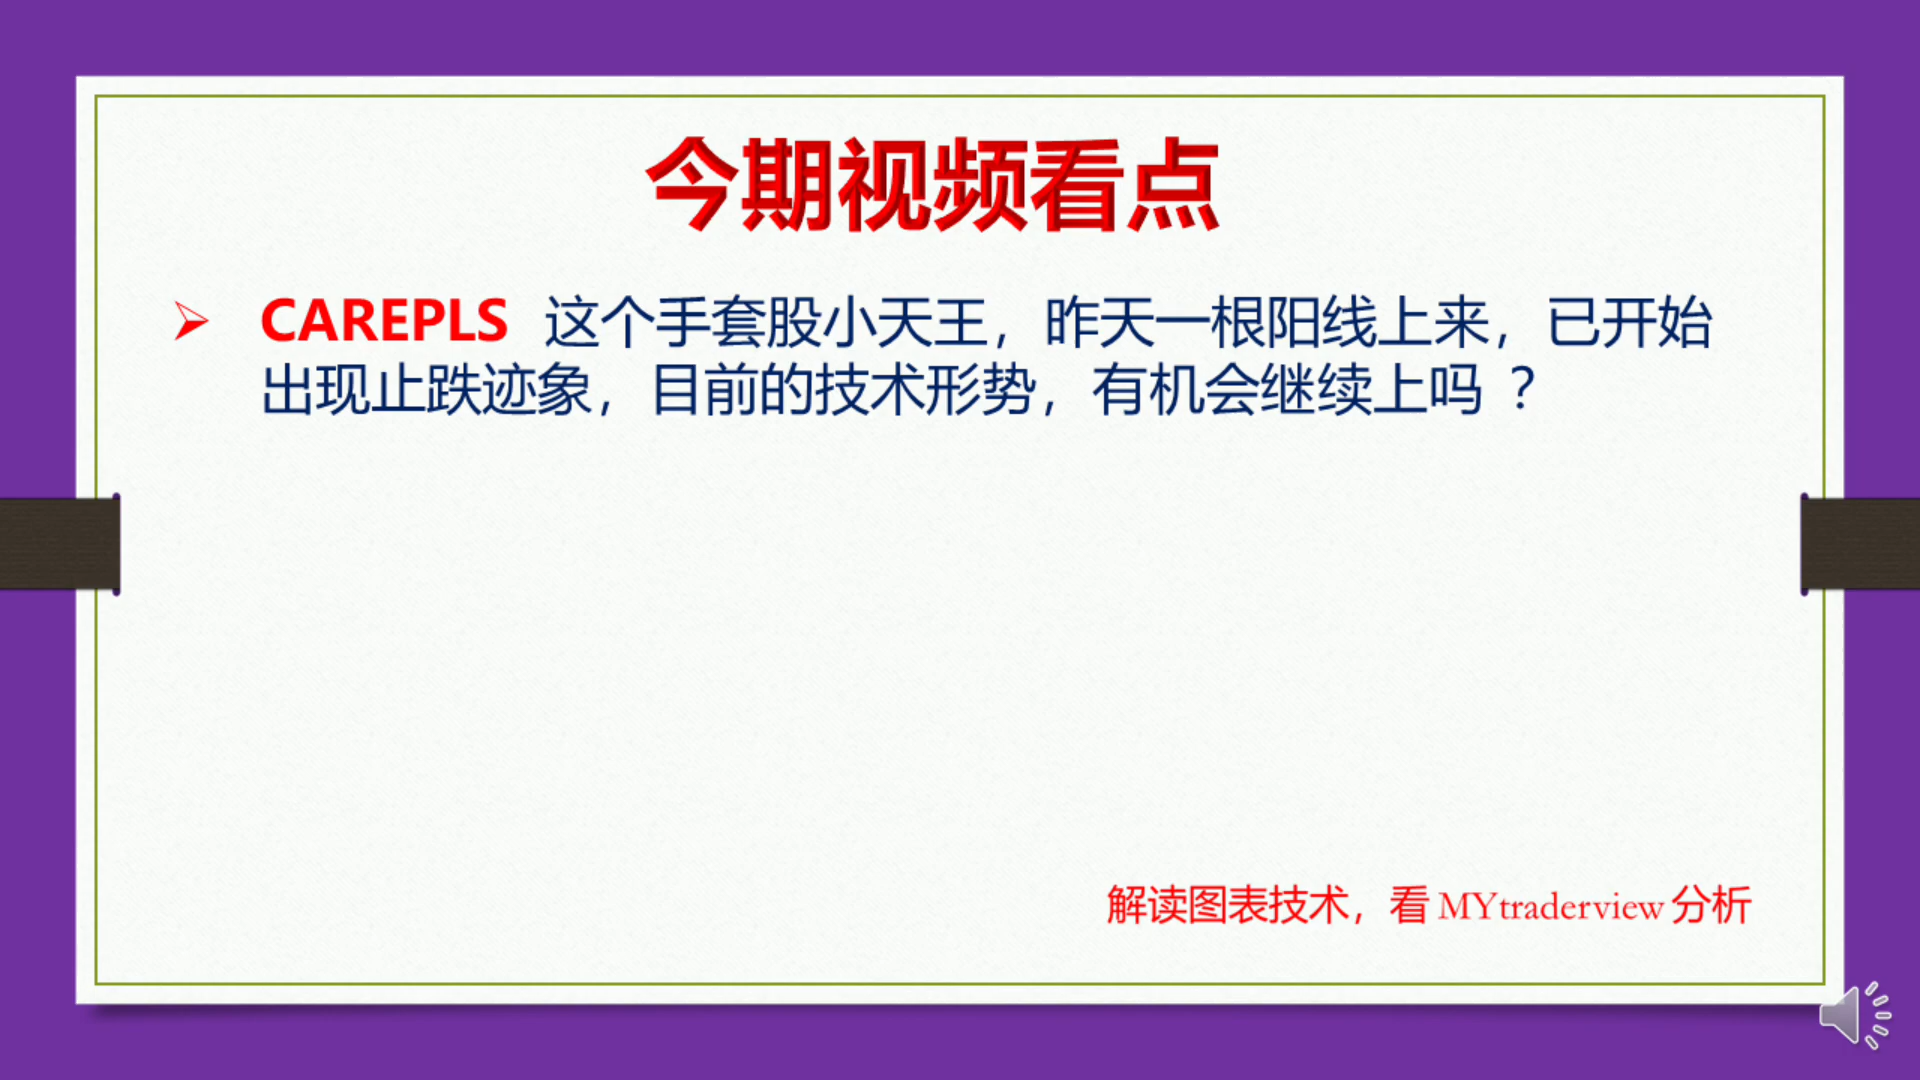 今期视频看点
CAREPLS 这个手套股小天王，昨天一根阳线上来，已开始
出现止跌迹象，目前的技术形势，有机会继续上吗 ？
解读图表技术，看 MYtraderview 分析